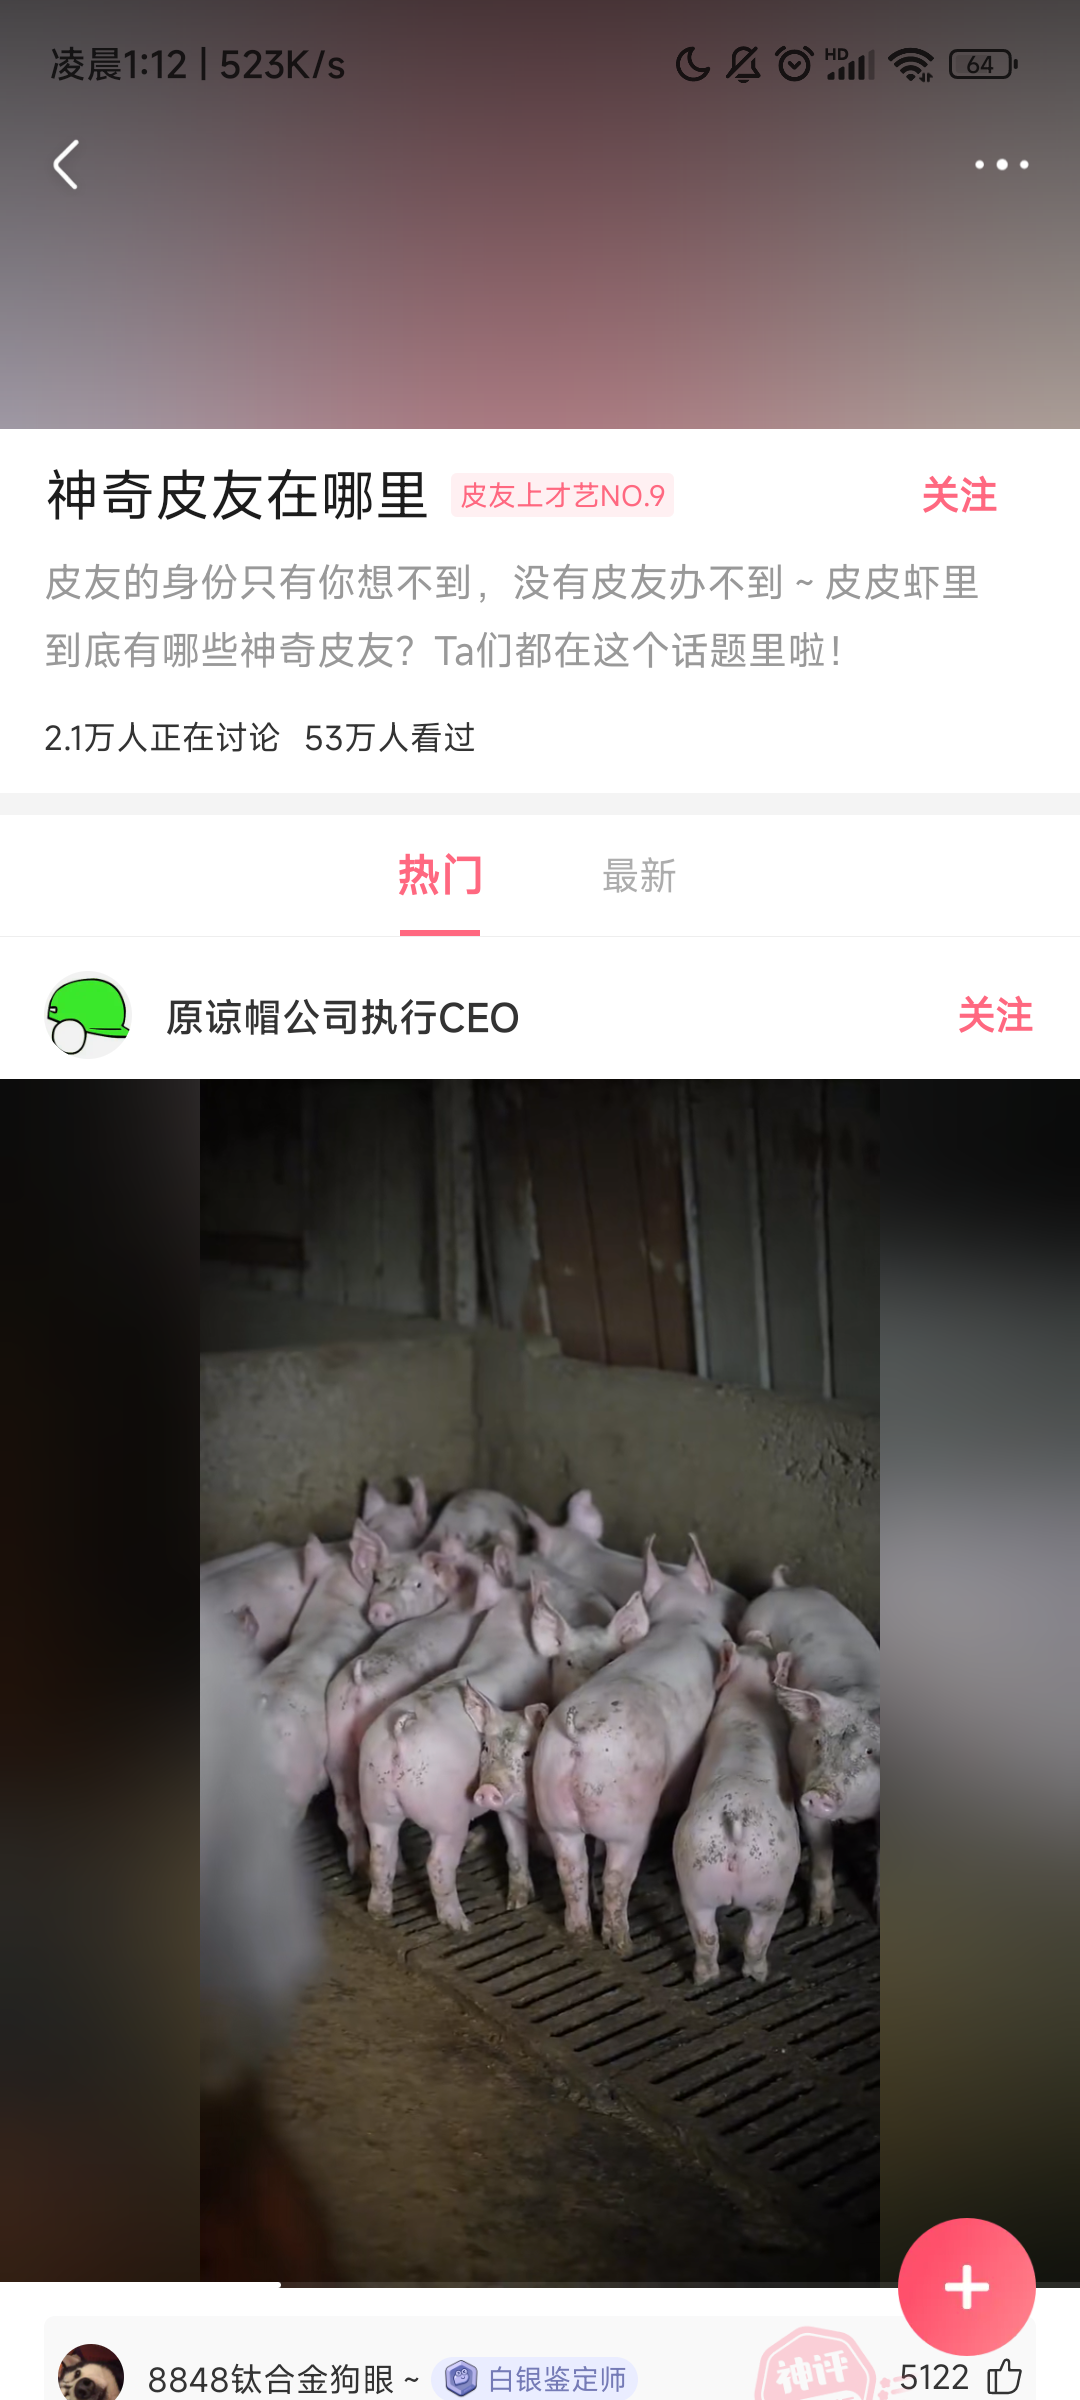 凌晨1:12 | 523K/s
HD
64
神奇皮友在哪里 皮友上才艺NO.9 关注
皮友的身份只有你想不到，没有皮友办不到 ~ 皮皮虾里
到底有哪些神奇皮友？Ta们都在这个话题里啦！
2.1万人正在讨论 53万人看过
热门 最新
原谅帽公司执行CEO 关注
8848钛合金狗眼 ~ 白银鉴定师 神评 5122